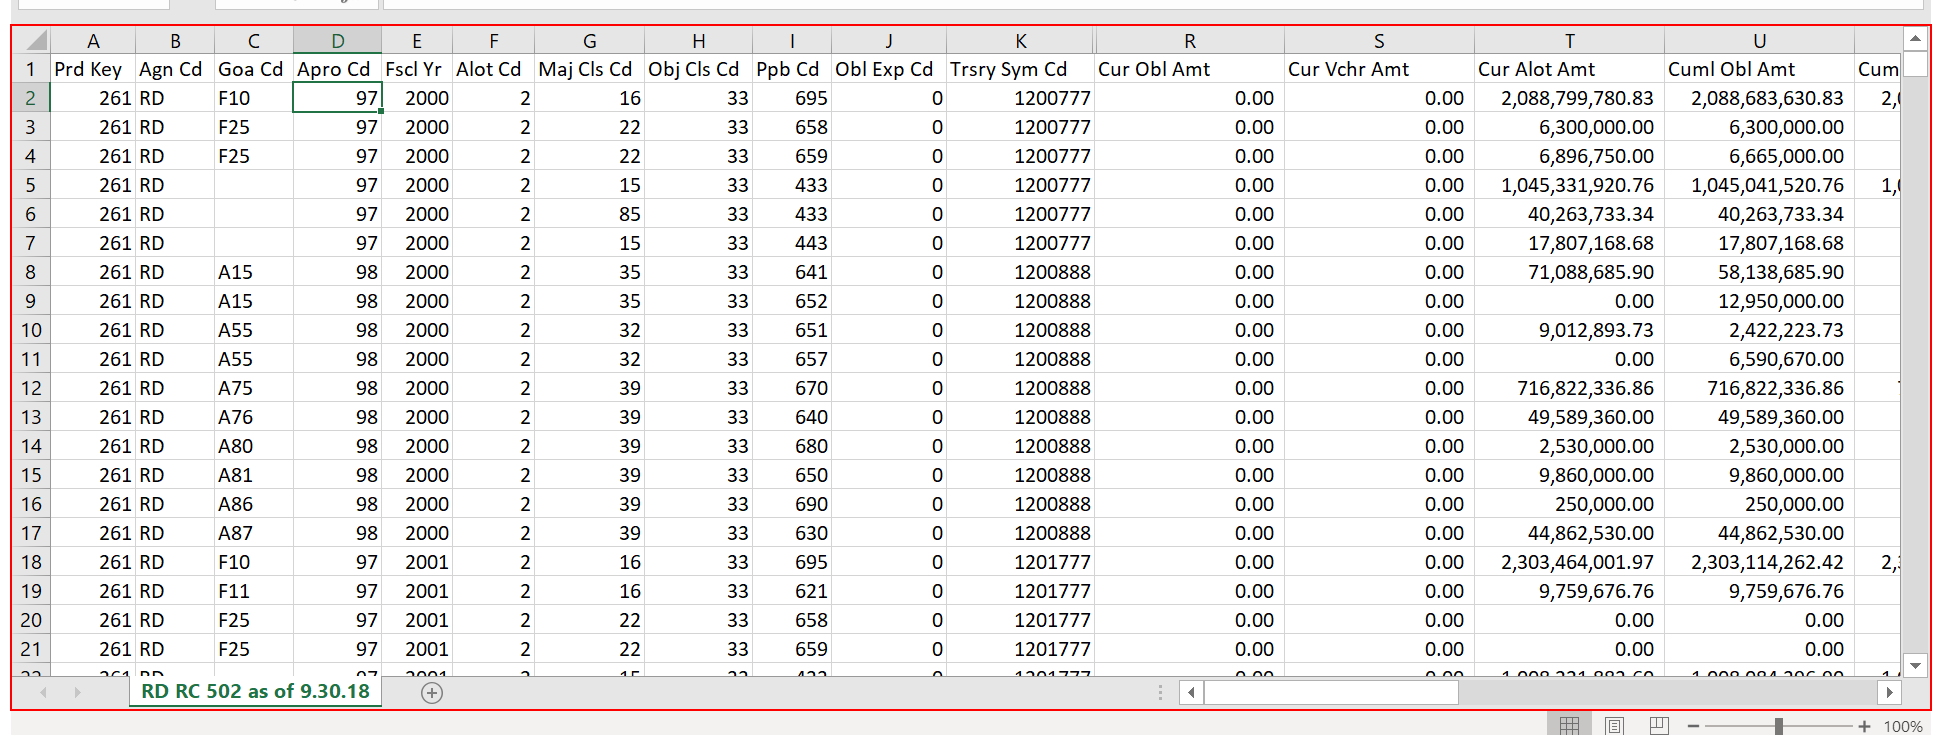 A B C D E F G H I J K R S T U
1 Prd Key Agn Cd Goa Cd Apro Cd Fscl Yr Alot Cd Maj Cls Cd Obj Cls Cd Ppb Cd Obl Exp Cd Trsry Sym Cd Cur Obl Amt Cur Vchr Amt Cur Alot Amt Cuml Obl Amt Cum
2 261 RD F10 97 2000 2 16 33 695 0 1200777 0.00 0.00 2,088,799,780.83 2,088,683,630.83 2,0
3 261 RD F25 97 2000 2 22 33 658 0 1200777 0.00 0.00 6,300,000.00 6,300,000.00
4 261 RD F25 97 2000 2 22 33 659 0 1200777 0.00 0.00 6,896,750.00 6,665,000.00
5 261 RD 97 2000 2 15 33 433 0 1200777 0.00 0.00 1,045,331,920.76 1,045,041,520.76 1,0
6 261 RD 97 2000 2 85 33 433 0 1200777 0.00 0.00 40,263,733.34 40,263,733.34
7 261 RD 97 2000 2 15 33 443 0 1200777 0.00 0.00 17,807,168.68 17,807,168.68
8 261 RD A15 98 2000 2 35 33 641 0 1200888 0.00 0.00 71,088,685.90 58,138,685.90
9 261 RD A15 98 2000 2 35 33 652 0 1200888 0.00 0.00 0.00 12,950,000.00
10 261 RD A55 98 2000 2 32 33 651 0 1200888 0.00 0.00 9,012,893.73 2,422,223.73
11 261 RD A55 98 2000 2 32 33 657 0 1200888 0.00 0.00 0.00 6,590,670.00
12 261 RD A75 98 2000 2 39 33 670 0 1200888 0.00 0.00 716,822,336.86 716,822,336.86
13 261 RD A76 98 2000 2 39 33 640 0 1200888 0.00 0.00 49,589,360.00 49,589,360.00
14 261 RD A80 98 2000 2 39 33 680 0 1200888 0.00 0.00 2,530,000.00 2,530,000.00
15 261 RD A81 98 2000 2 39 33 650 0 1200888 0.00 0.00 9,860,000.00 9,860,000.00
16 261 RD A86 98 2000 2 39 33 690 0 1200888 0.00 0.00 250,000.00 250,000.00
17 261 RD A87 98 2000 2 39 33 630 0 1200888 0.00 0.00 44,862,530.00 44,862,530.00
18 261 RD F10 97 2001 2 16 33 695 0 1201777 0.00 0.00 2,303,464,001.97 2,303,114,262.42 2,3
19 261 RD F11 97 2001 2 16 33 621 0 1201777 0.00 0.00 9,759,676.76 9,759,676.76
20 261 RD F25 97 2001 2 22 33 658 0 1201777 0.00 0.00 0.00 0.00
21 261 RD F25 97 2001 2 22 33 659 0 1201777 0.00 0.00 0.00 0.00
RD RC 502 as of 9.30.18
100%